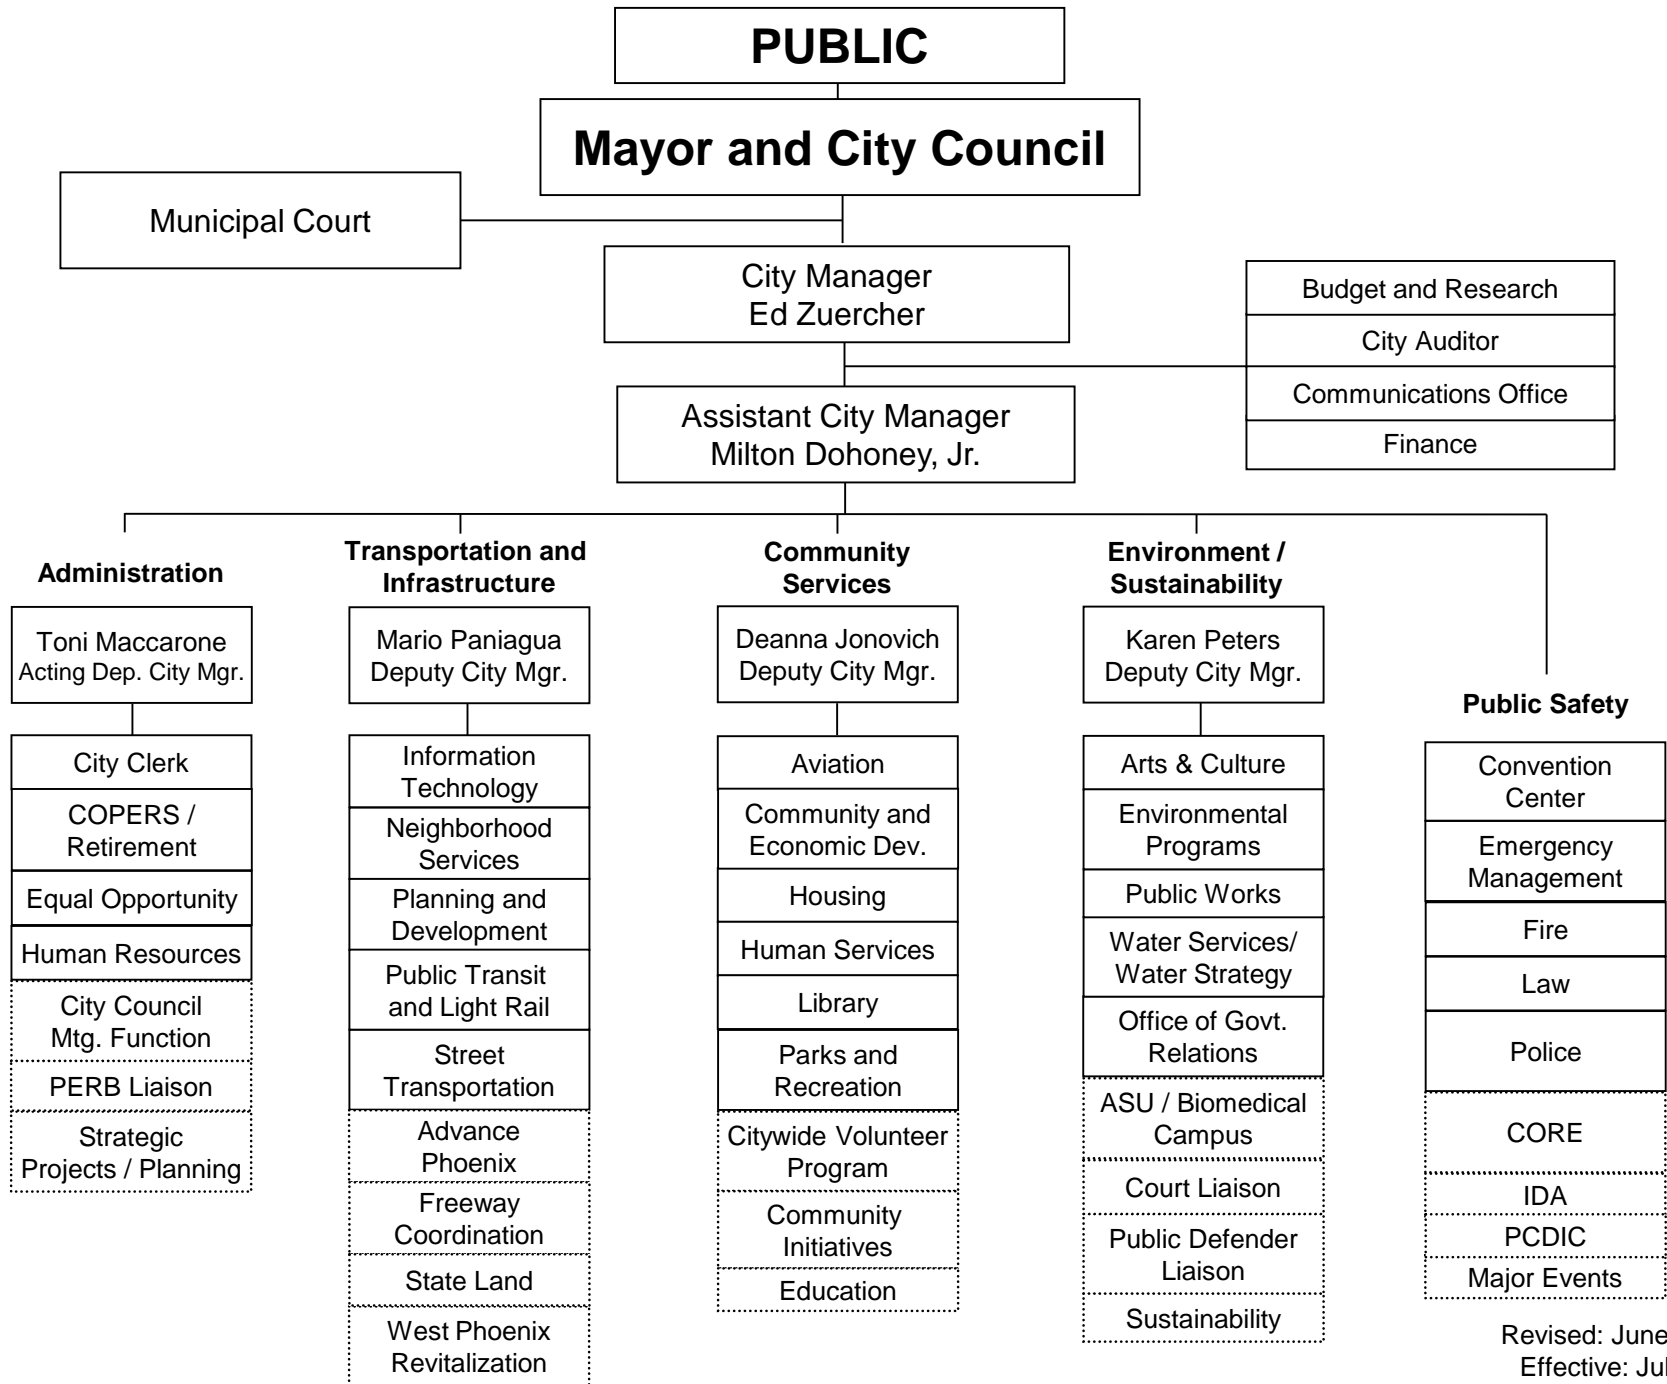 PUBLIC
Mayor and City Council
Municipal Court
City Manager
Ed Zuercher
Budget and Research
City Auditor
Communications Office
Finance
Assistant City Manager
Milton Dohoney, Jr.
Administration
Toni Maccarone
Acting Dep. City Mgr.
City Clerk
COPERS /
Retirement
Equal Opportunity
Human Resources
City Council
Mtg. Function
PERB Liaison
Strategic
Projects / Planning
Transportation and
Infrastructure
Mario Paniagua
Deputy City Mgr.
Information
Technology
Neighborhood
Services
Planning and
Development
Public Transit
and Light Rail
Street
Transportation
Advance
Phoenix
Freeway
Coordination
State Land
West Phoenix
Revitalization
Community
Services
Deanna Jonovich
Deputy City Mgr.
Aviation
Community and
Economic Dev.
Housing
Human Services
Library
Parks and
Recreation
Citywide Volunteer
Program
Community
Initiatives
Education
Environment /
Sustainability
Karen Peters
Deputy City Mgr.
Arts & Culture
Environmental
Programs
Public Works
Water Services/
Water Strategy
Office of Govt.
Relations
ASU / Biomedical
Campus
Court Liaison
Public Defender
Liaison
Sustainability
Public Safety
Convention
Center
Emergency
Management
Fire
Law
Police
CORE
IDA
PCDIC
Major Events
Revised: June
Effective: